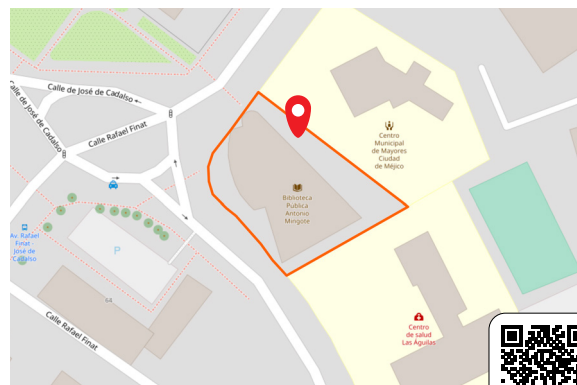 Calle de José de Cadalso
Calle de José de Cadalso
Calle Rafael Finat
Centro
Municipal
de Mayores
Ciudad
de Méjico
Biblioteca
Pública
Antonio
Mingote
Av. Rafael
Finat -
José de
Cadalso
P
64
Calle Rafael Finat
Centro
de salud
Las Águilas